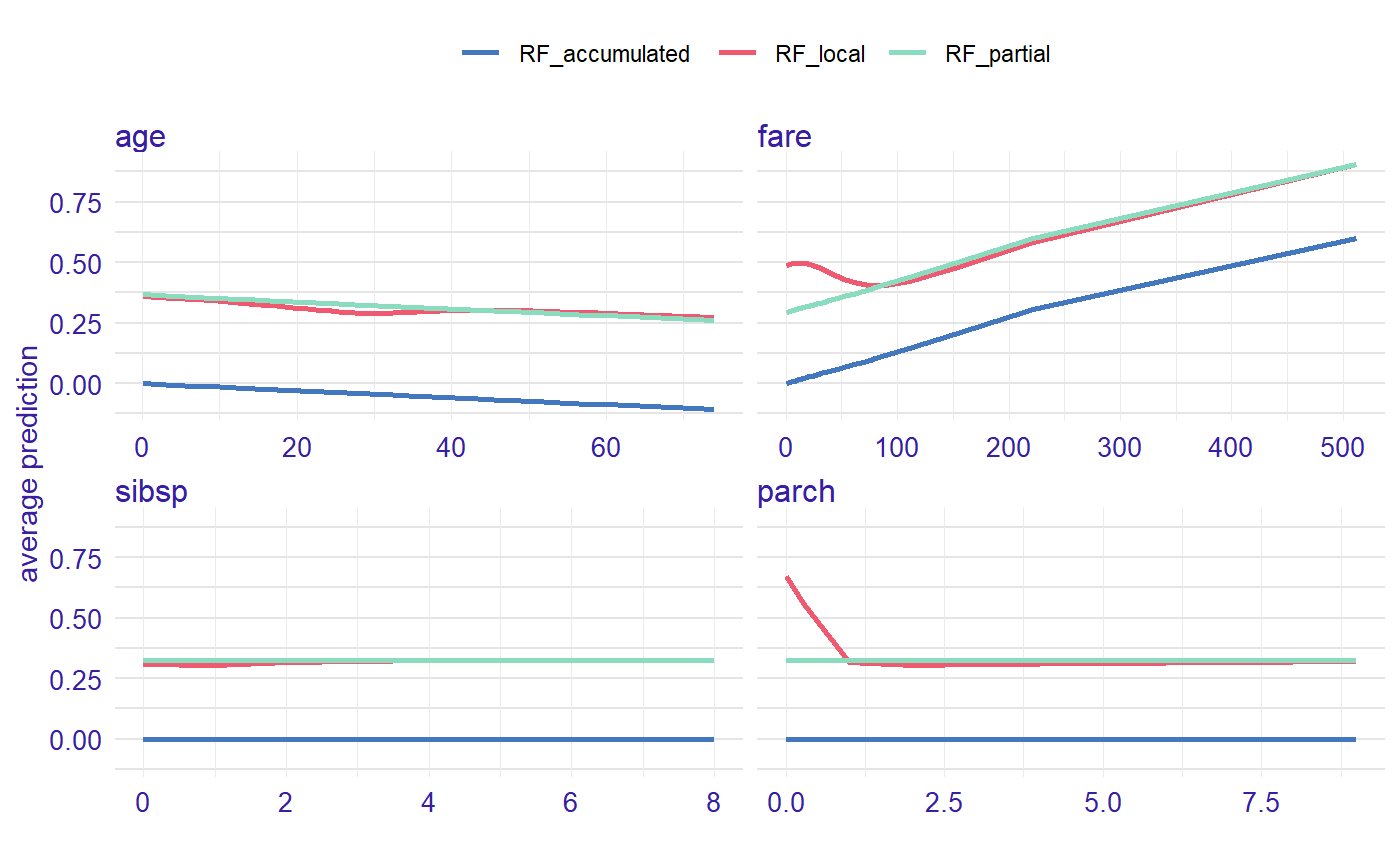 RF_accumulated RF_local RF_partial
age fare
average prediction
0.75
0.50
0.25
0.00
0 20 40 60 0 100 200 300 400 500
sibsp parch
0.75
0.50
0.25
0.00
0 2 4 6 8 0.0 2.5 5.0 7.5